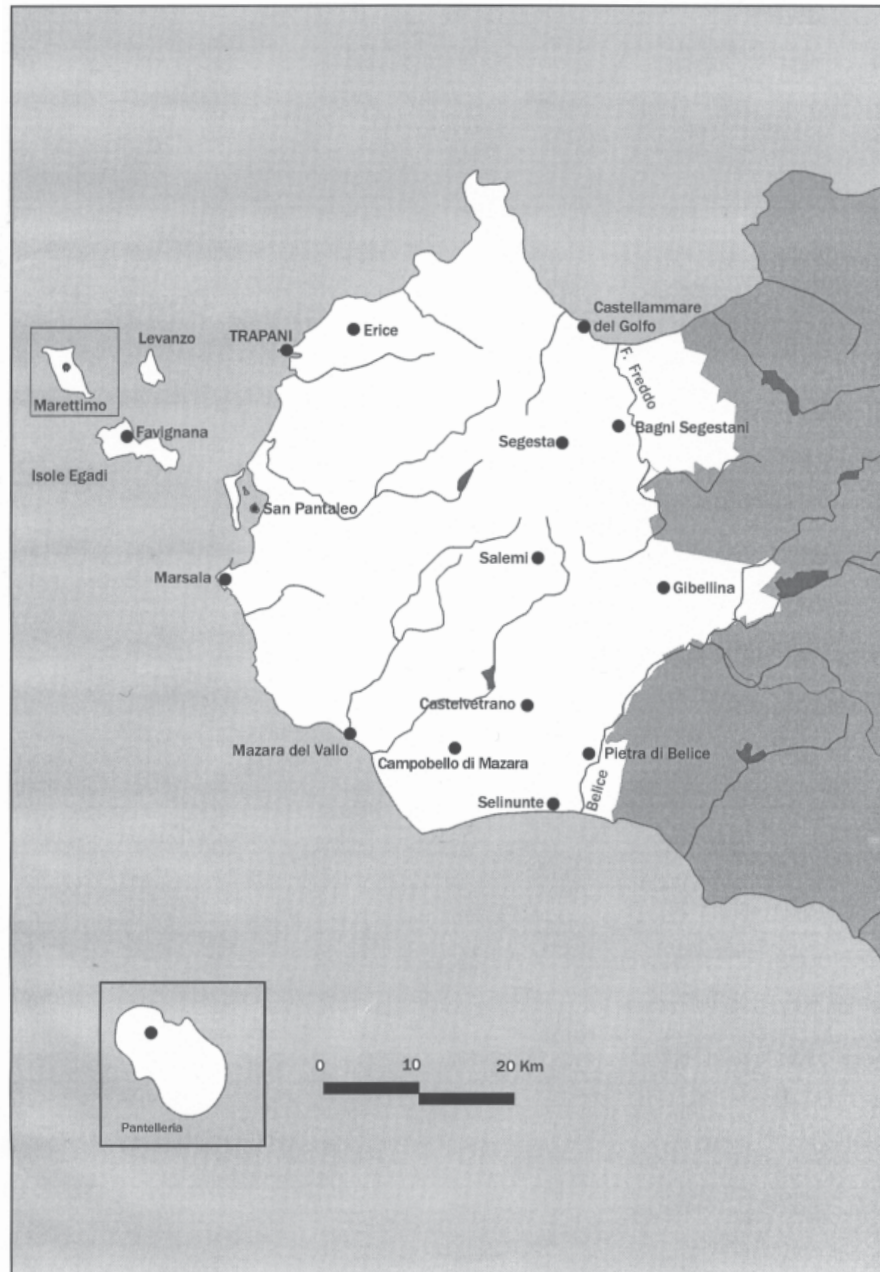 Castellammare
del Golfo
Levanzo
TRAPANI
Erice
F. Freddo
Marettimo
Favignana
Bagni Segestani
Segesta
Isole Egadi
San Pantaleo
Salemi
Marsala
Gibellina
Castelvetrano
Mazara del Vallo
Campobello di Mazara
Pietra di Belice
Belice
Selinunte
0 10 20 Km
Pantelleria